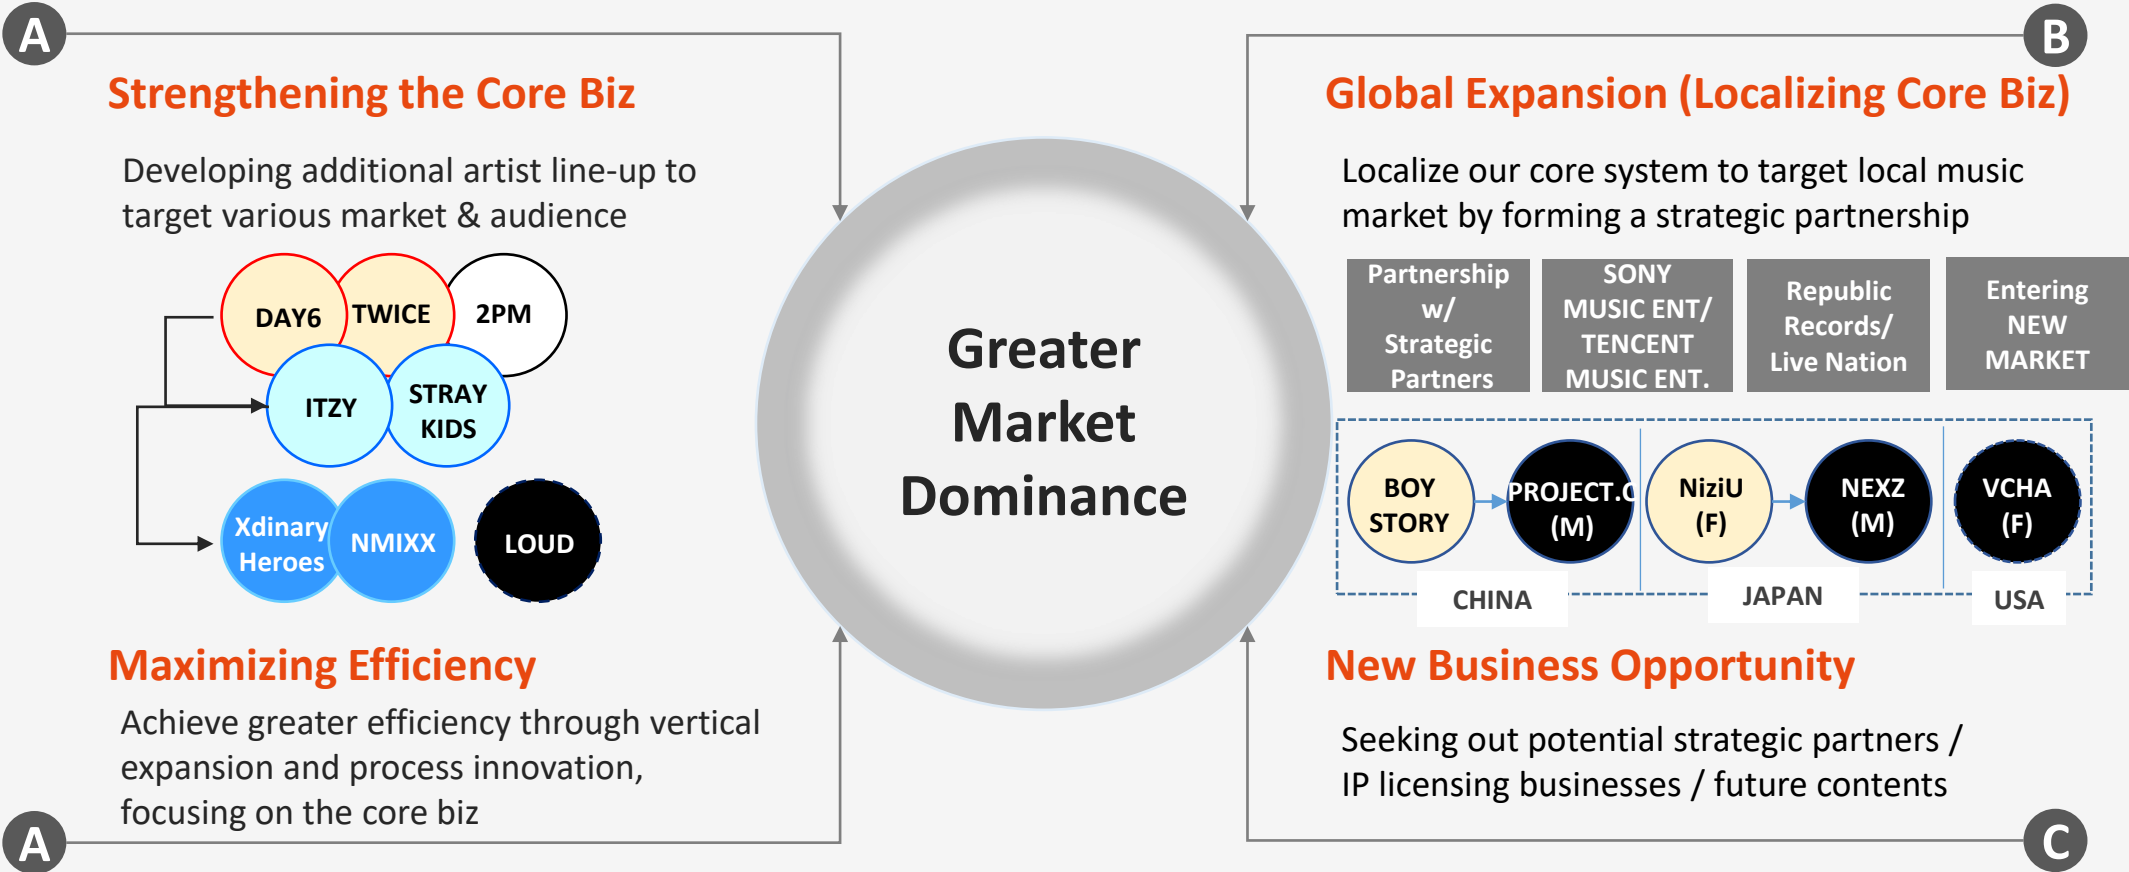 A
Strengthening the Core Biz
Developing additional artist line-up to
target various market & audience
DAY6
TWICE
2PM
ITZY
STRAY
KIDS
Xdinary
Heroes
NMIXX
LOUD
Maximizing Efficiency
Achieve greater efficiency through vertical
expansion and process innovation,
focusing on the core biz
A
Greater
Market
Dominance
B
Global Expansion (Localizing Core Biz)
Localize our core system to target local music
market by forming a strategic partnership
Partnership
w/
Strategic
Partners
SONY
MUSIC ENT/
TENCENT
MUSIC ENT.
Republic
Records/
Live Nation
Entering
NEW
MARKET
BOY
STORY
PROJECT.C
(M)
NiziU
(F)
NEXZ
(M)
VCHA
(F)
CHINA
JAPAN
USA
New Business Opportunity
Seeking out potential strategic partners /
IP licensing businesses / future contents
C